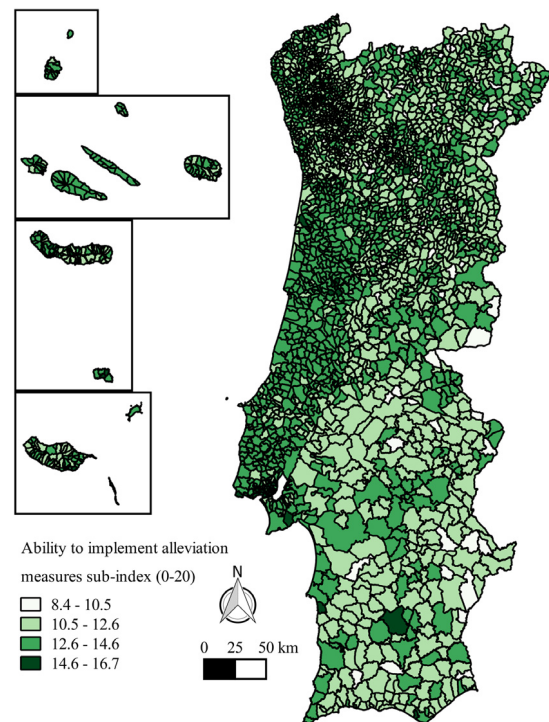 Ability to implement alleviation
measures sub-index (0-20)
8.4 - 10.5
10.5 - 12.6
12.6 - 14.6
14.6 - 16.7
N
0 25 50 km